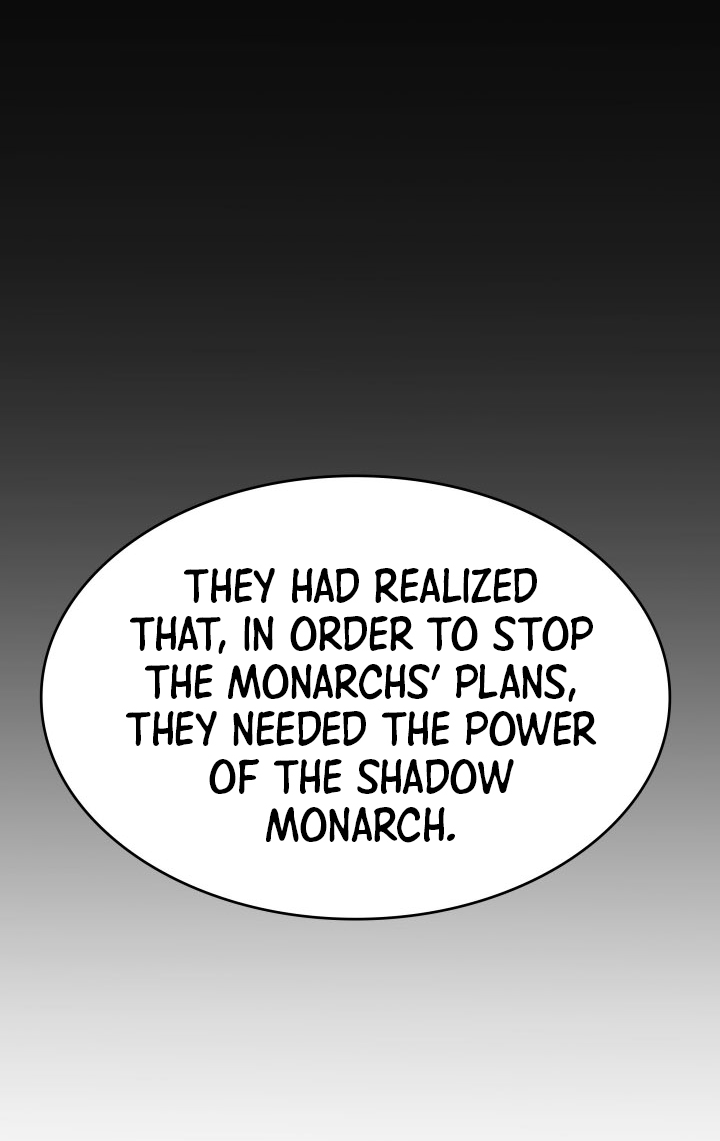 THEY HAD REALIZED
THAT, IN ORDER TO STOP
THE MONARCHS' PLANS,
THEY NEEDED THE POWER
OF THE SHADOW
MONARCH.